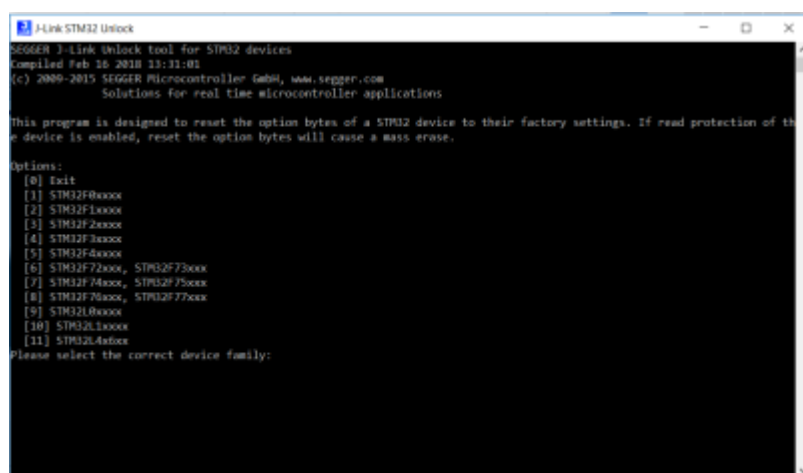 J-Link STM32 Unlock
SEGGER J-Link Unlock tool for STM32 devices
Compiled Feb 16 2018 13:31:01
(c) 2009-2015 SEGGER Microcontroller GmbH, www.segger.com
Solutions for real time microcontroller applications
This program is designed to reset the option bytes of a STM32 device to their factory settings. If read protection of th
e device is enabled, reset the option bytes will cause a mass erase.
Options:
[0] Exit
[1] STM32F0xxxx
[2] STM32F1xxxx
[3] STM32F2xxxx
[4] STM32F3xxxx
[5] STM32F4xxxx
[6] STM32F72xxx, STM32F73xxx
[7] STM32F74xxx, STM32F75xxx
[8] STM32F76xxx, STM32F77xxx
[9] STM32L0xxxx
[10] STM32L1xxxx
[11] STM32L4x6xx
Please select the correct device family: